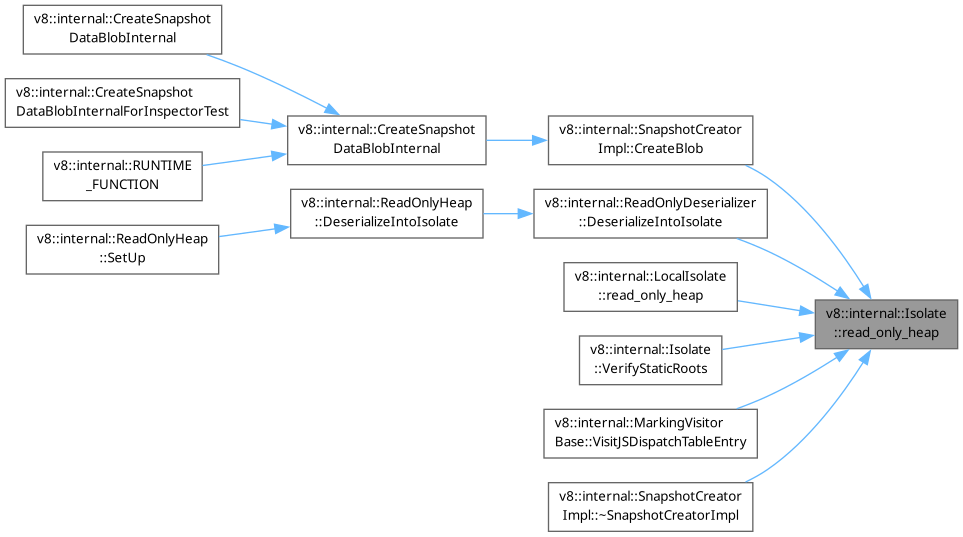 v8::internal::CreateSnapshot
DataBlobInternal
v8::internal::CreateSnapshot
DataBlobInternalForInspectorTest
v8::internal::RUNTIME
_FUNCTION
v8::internal::ReadOnlyHeap
::SetUp
v8::internal::CreateSnapshot
DataBlobInternal
v8::internal::ReadOnlyHeap
::DeserializeIntoIsolate
v8::internal::SnapshotCreator
Impl::CreateBlob
v8::internal::ReadOnlyDeserializer
::DeserializeIntoIsolate
v8::internal::LocalIsolate
::read_only_heap
v8::internal::Isolate
::VerifyStaticRoots
v8::internal::MarkingVisitor
Base::VisitJSDispatchTableEntry
v8::internal::SnapshotCreator
Impl::~SnapshotCreatorImpl
v8::internal::Isolate
::read_only_heap